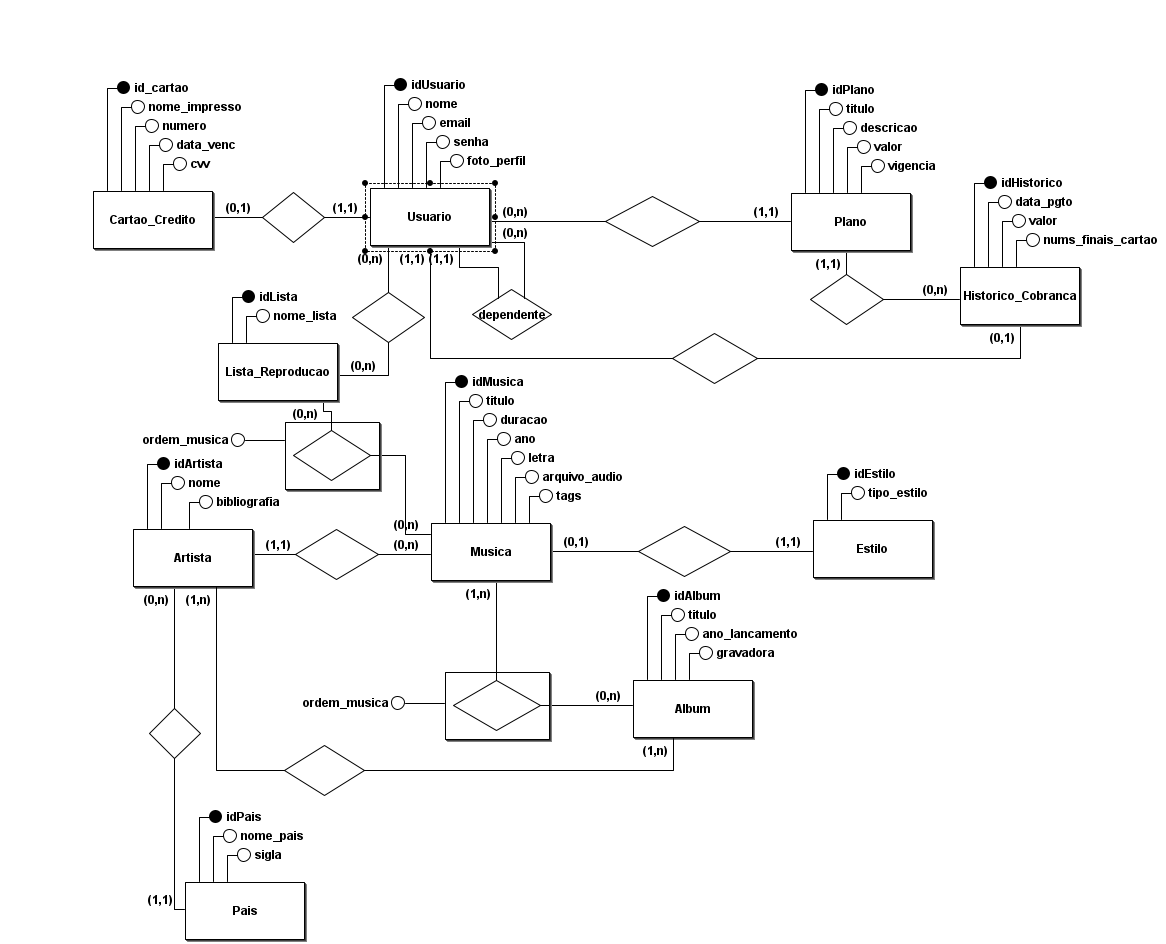 id_cartao
nome_impresso
numero
data_venc
cvv
Cartao_Credito
(0,1)
(1,1)
idUsuario
nome
email
senha
foto_perfil
Usuario
(0,n)
(1,1)
idPlano
titulo
descricao
valor
vigencia
Plano
(0,n)
(0,n)
(1,1)
(1,1)
dependente
(1,1)
(0,n)
idHistorico
data_pgto
valor
nums_finais_cartao
Historico_Cobranca
(0,1)
idLista
nome_lista
Lista_Reproducao
(0,n)
(0,n)
ordem_musica
(0,n)
idMusica
titulo
duracao
ano
letra
arquivo_audio
tags
Musica
idArtista
nome
bibliografia
Artista
(1,1)
(0,n)
(0,1)
(1,1)
idEstilo
tipo_estilo
Estilo
(0,n)
(1,n)
(1,n)
idAlbum
titulo
ano_lancamento
gravadora
Album
ordem_musica
(0,n)
(1,n)
idPais
nome_pais
sigla
(1,1)
Pais